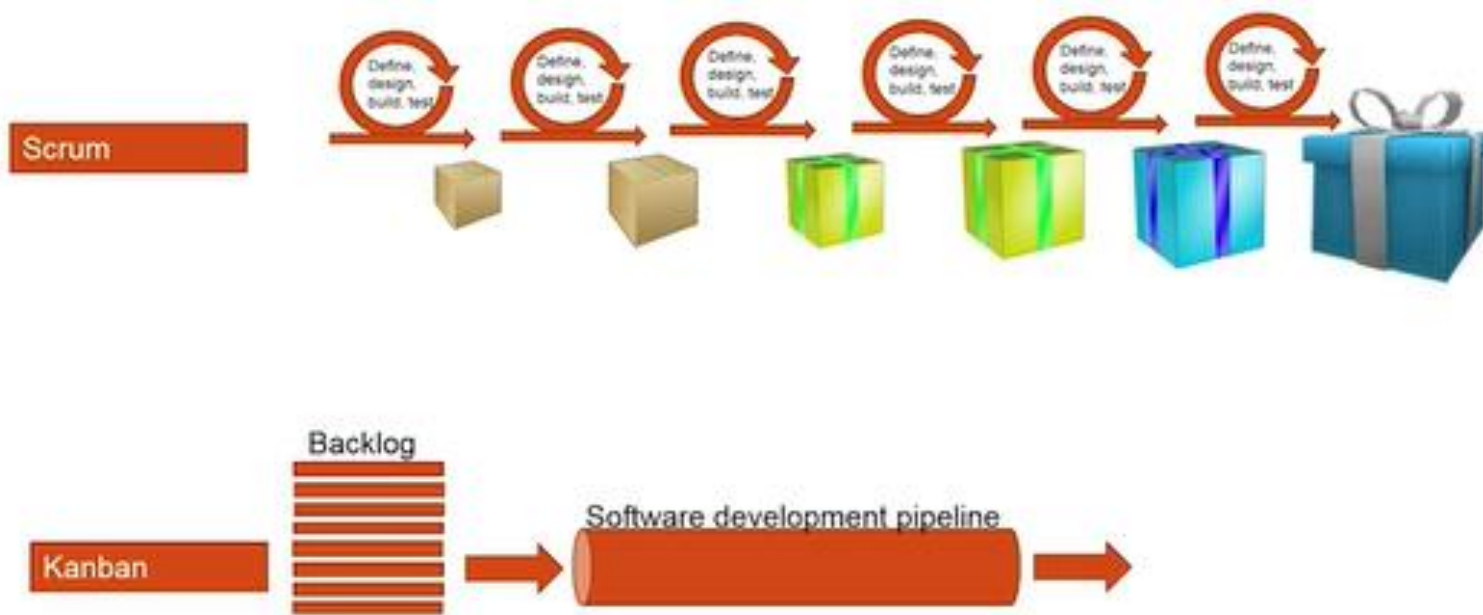 Define,
design,
build, test
Define,
design,
build, test
Define,
design,
build, test
Define,
design,
build, test
Define,
design,
build, test
Define,
design,
build, test
Scrum
Backlog
Software development pipeline
Kanban